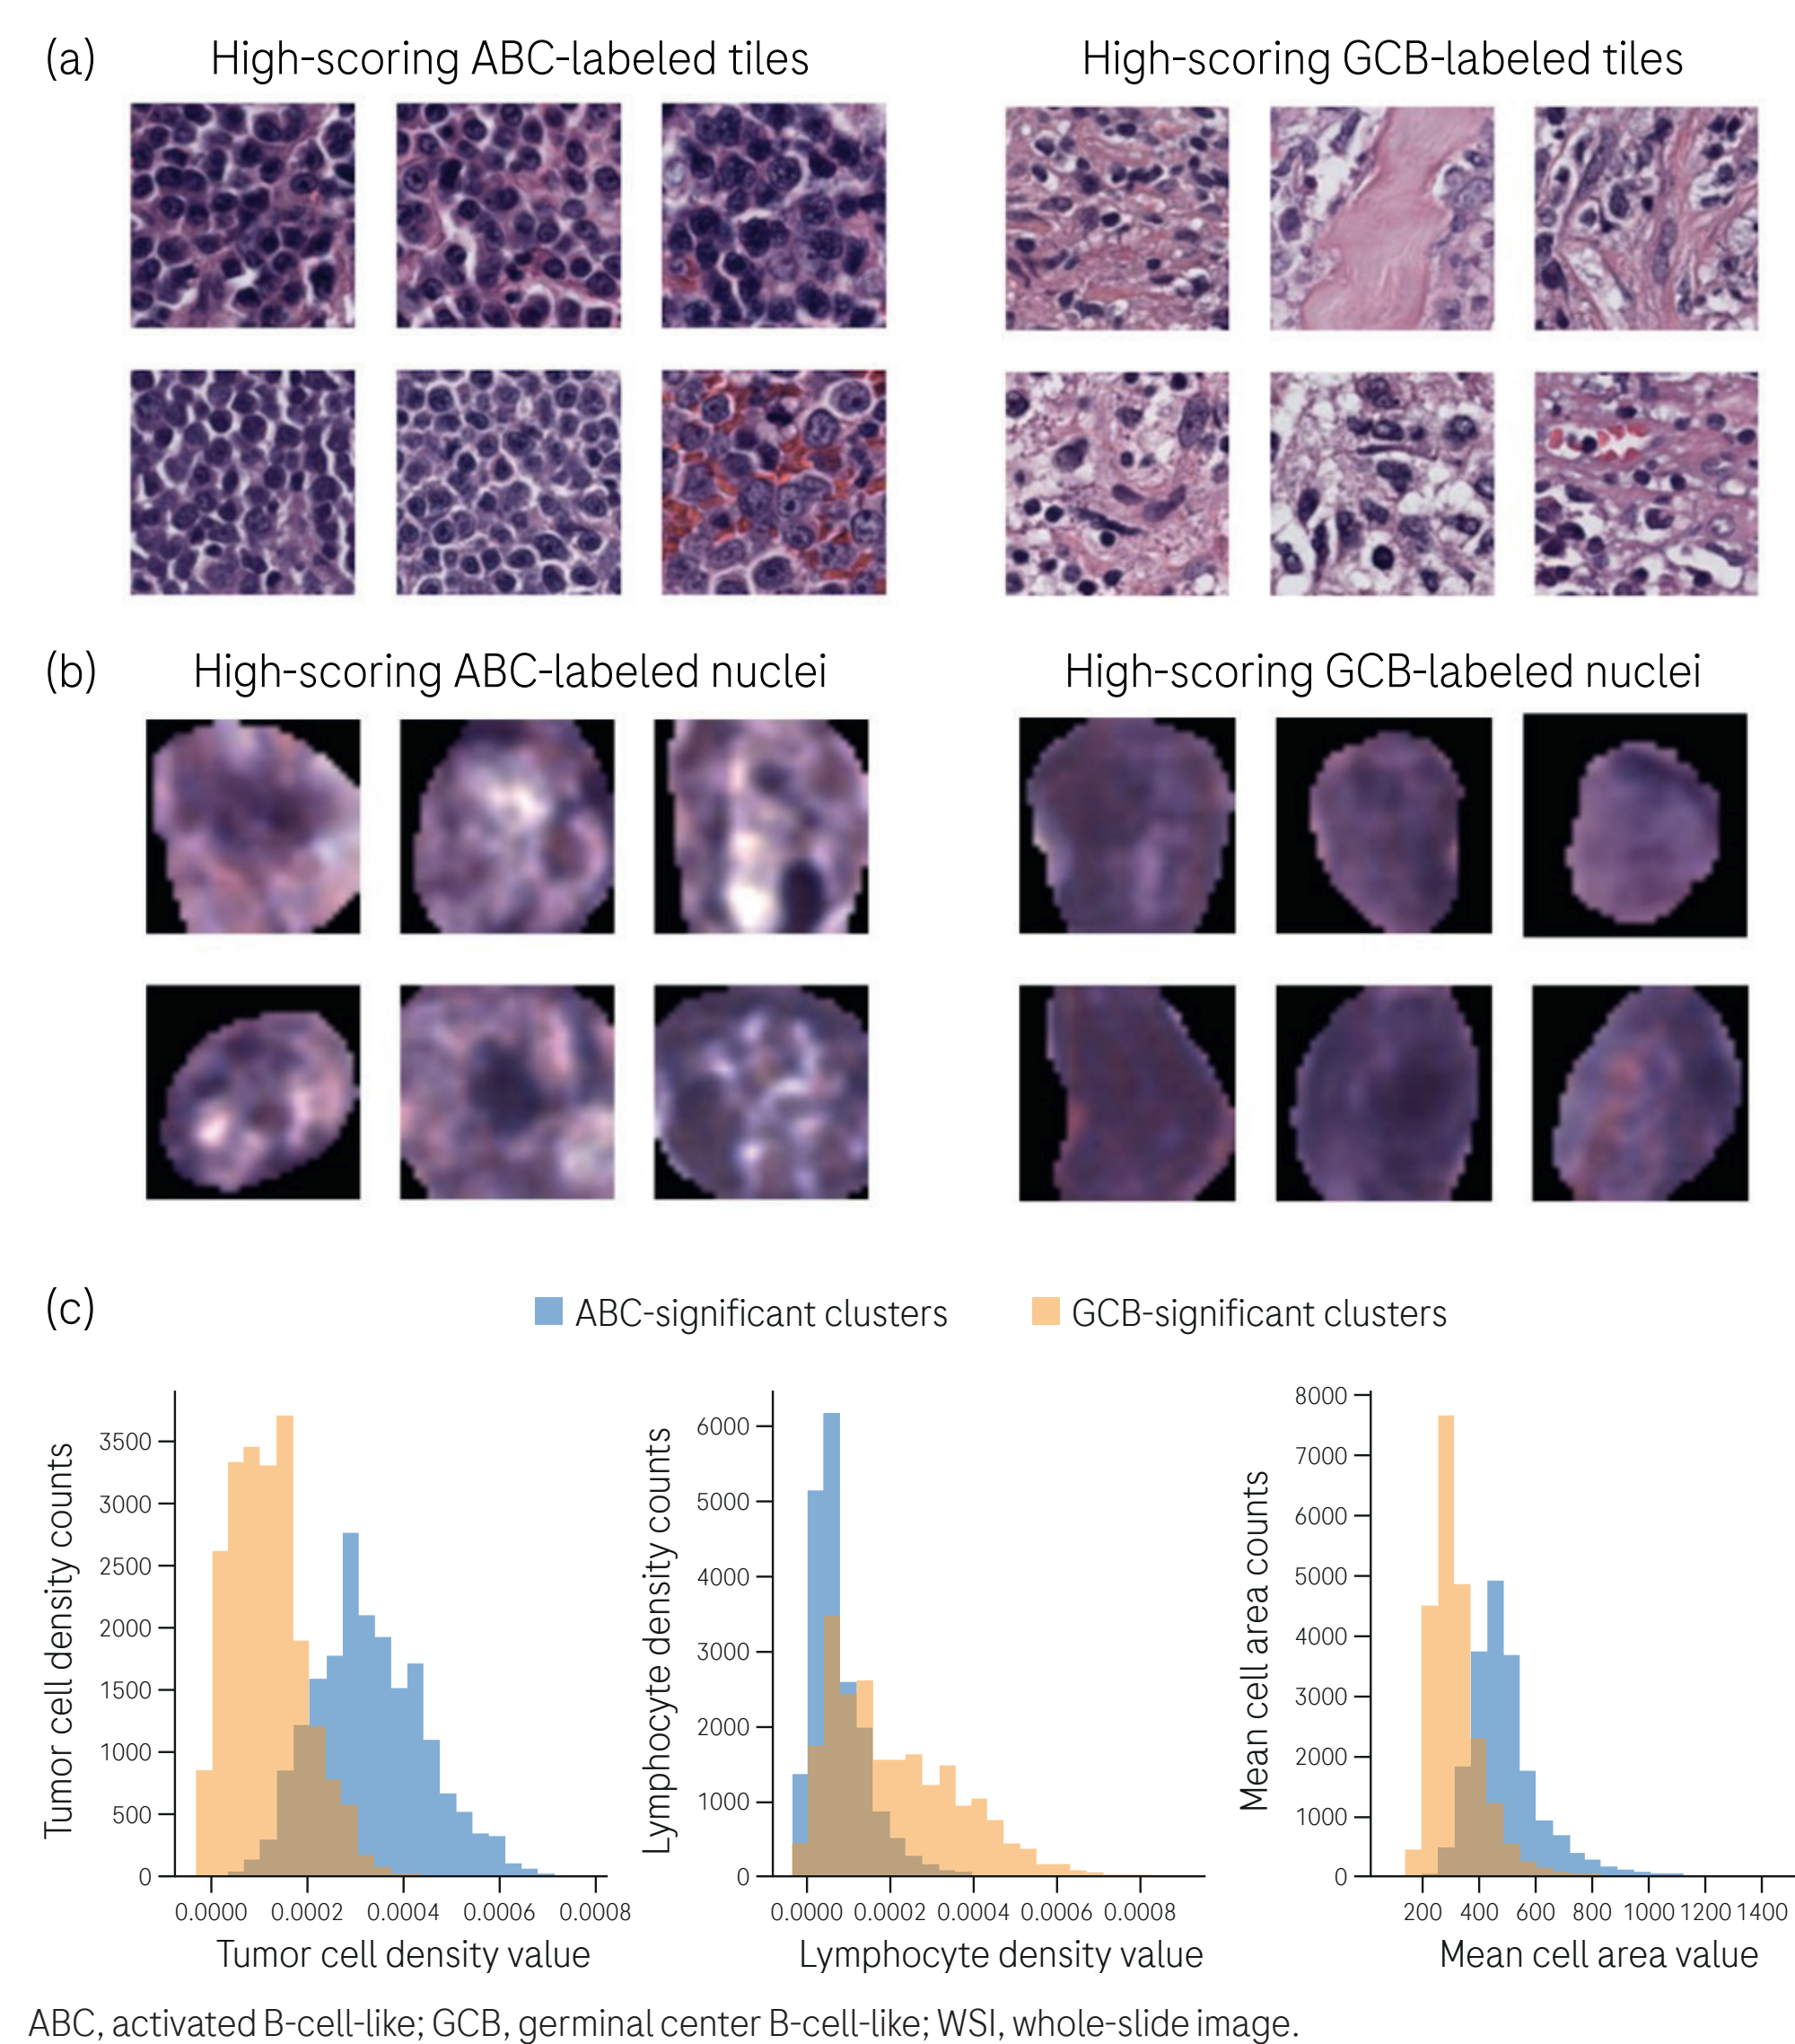 (a)
High-scoring ABC-labeled tiles
High-scoring GCB-labeled tiles
(b)
High-scoring ABC-labeled nuclei
High-scoring GCB-labeled nuclei
(c)
ABC-significant clusters
GCB-significant clusters
Tumor cell density counts
3500
3000
2500
2000
1500
1000
500
0
0.0000 0.0002 0.0004 0.0006 0.0008
Tumor cell density value
Lymphocyte density counts
6000
5000
4000
3000
2000
1000
0
0.0000 0.0002 0.0004 0.0006 0.0008
Lymphocyte density value
Mean cell area counts
8000
7000
6000
5000
4000
3000
2000
1000
0
200 400 600 800 1000 1200 1400
Mean cell area value
ABC, activated B-cell-like; GCB, germinal center B-cell-like; WSI, whole-slide image.